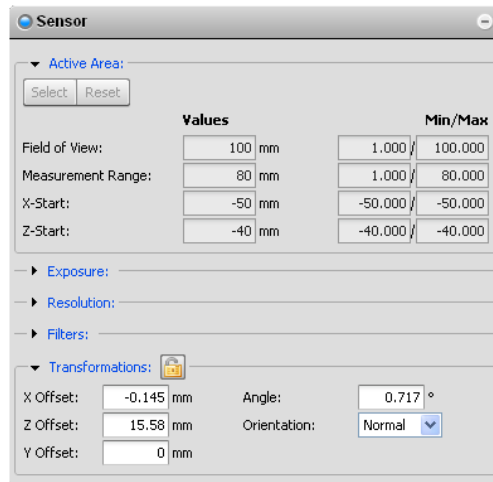 Sensor
Active Area:
Select Reset
Values Min/Max
Field of View: 100 mm 1.000 / 100.000
Measurement Range: 80 mm 1.000 / 80.000
X-Start: -50 mm -50.000 / -50.000
Z-Start: -40 mm -40.000 / -40.000
Exposure:
Resolution:
Filters:
Transformations:
X Offset: -0.145 mm Angle: 0.717 °
Z Offset: 15.58 mm Orientation: Normal
Y Offset: 0 mm